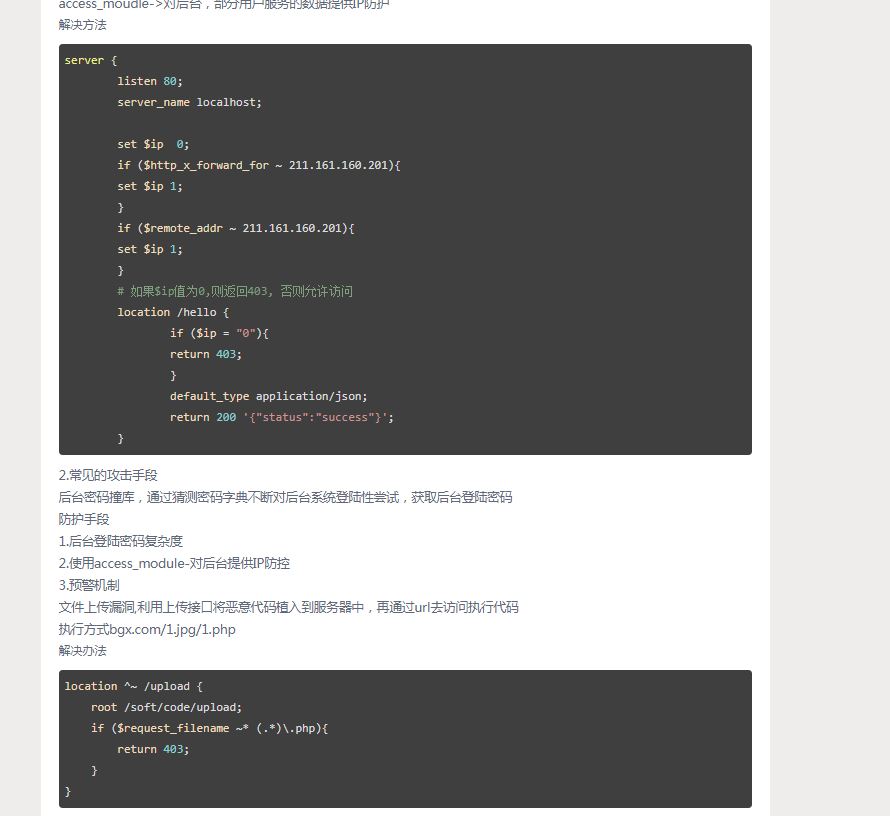 access_moudle->对后台，部分用户服务的数据提供IP防护
解决方法
server {
listen 80;
server_name localhost;
set $ip  0;
if ($http_x_forward_for ~ 211.161.160.201){
set $ip 1;
}
if ($remote_addr ~ 211.161.160.201){
set $ip 1;
}
# 如果$ip值为0,则返回403, 否则允许访问
location /hello {
if ($ip = "0"){
return 403;
}
default_type application/json;
return 200 '{"status":"success"}';
}
2.常见的攻击手段
后台密码撞库，通过猜测密码字典不断对后台系统登陆性尝试，获取后台登陆密码
防护手段
1.后台登陆密码复杂度
2.使用access_module-对后台提供IP防控
3.预警机制
文件上传漏洞,利用上传接口将恶意代码植入到服务器中，再通过url去访问执行代码
执行方式bgx.com/1.jpg/1.php
解决办法
location ^~ /upload {
root /soft/code/upload;
if ($request_filename ~* (.*)\.php){
return 403;
}
}